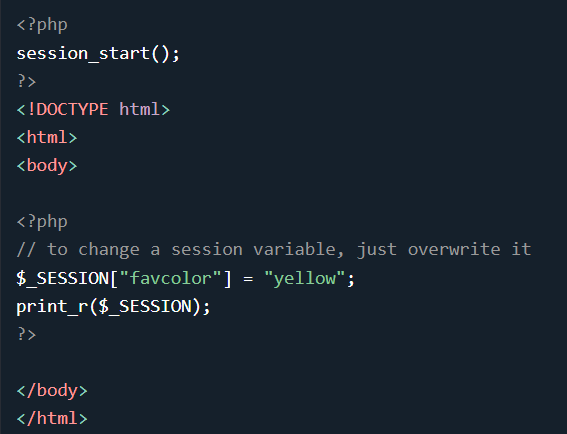 <?php
session_start();
?>
<!DOCTYPE html>
<html>
<body>
<?php
// to change a session variable, just overwrite it
$_SESSION["favcolor"] = "yellow";
print_r($_SESSION);
?>
</body>
</html>